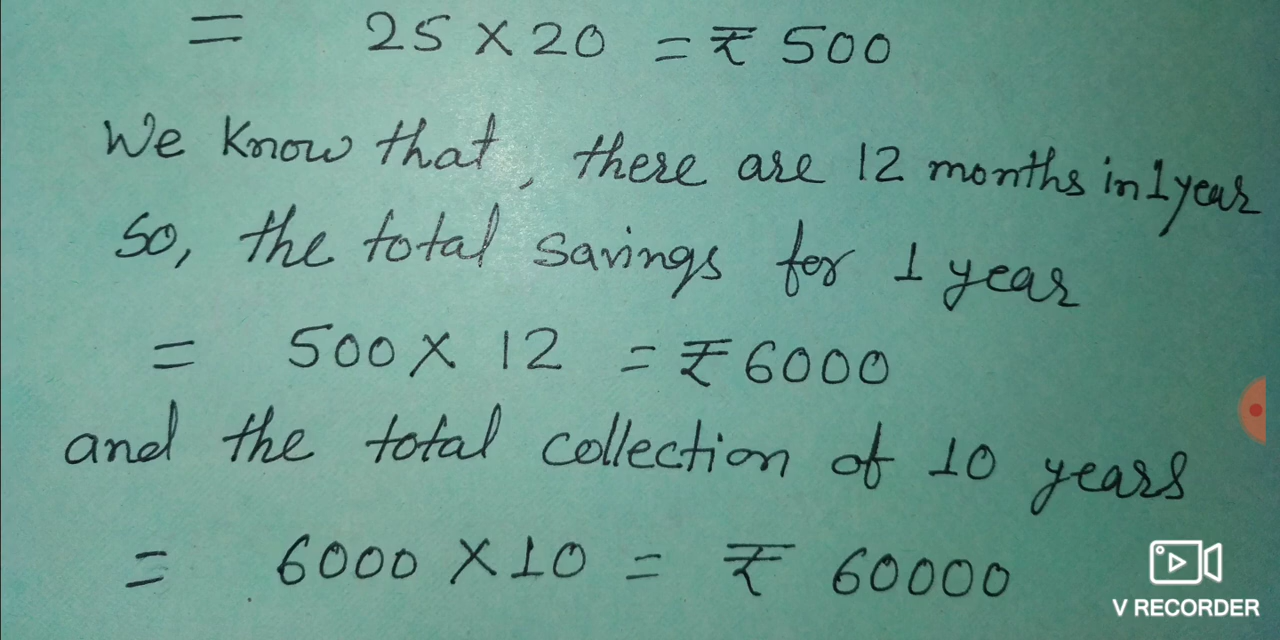 = 25 × 20 = ₹ 500
We know that, there are 12 months in 1 year
So, the total savings for 1 year
= 500 × 12 = ₹ 6000
and the total collection of 10 years
= 6000 × 10 = ₹ 60000
V RECORDER